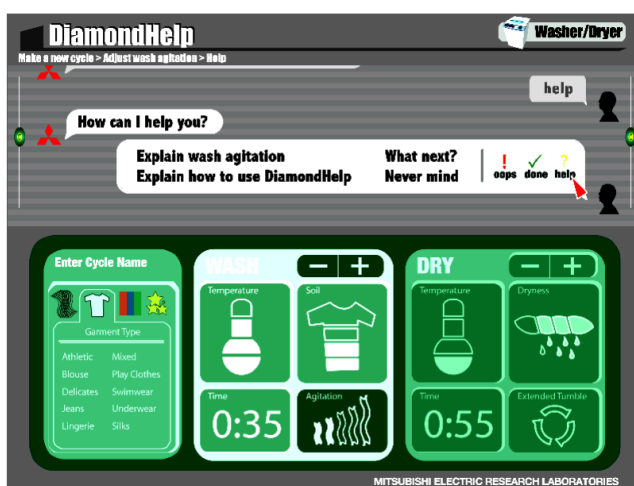 DiamondHelp
Washer/Dryer
Make a new cycle > Adjust wash agitation > Help
help
How can I help you?
Explain wash agitation What next?
Explain how to use DiamondHelp Never mind
oops done help
Enter Cycle Name
WASH
DRY
Temperature
Soil
Temperature
Dryness
Garment Type
Athletic Mixed
Blouse Play Clothes
Delicates Swimwear
Jeans Underwear
Lingerie Silks
Time
0:35
Agitation
Time
0:55
Extended Tumble
MITSUBISHI ELECTRIC RESEARCH LABORATORIES